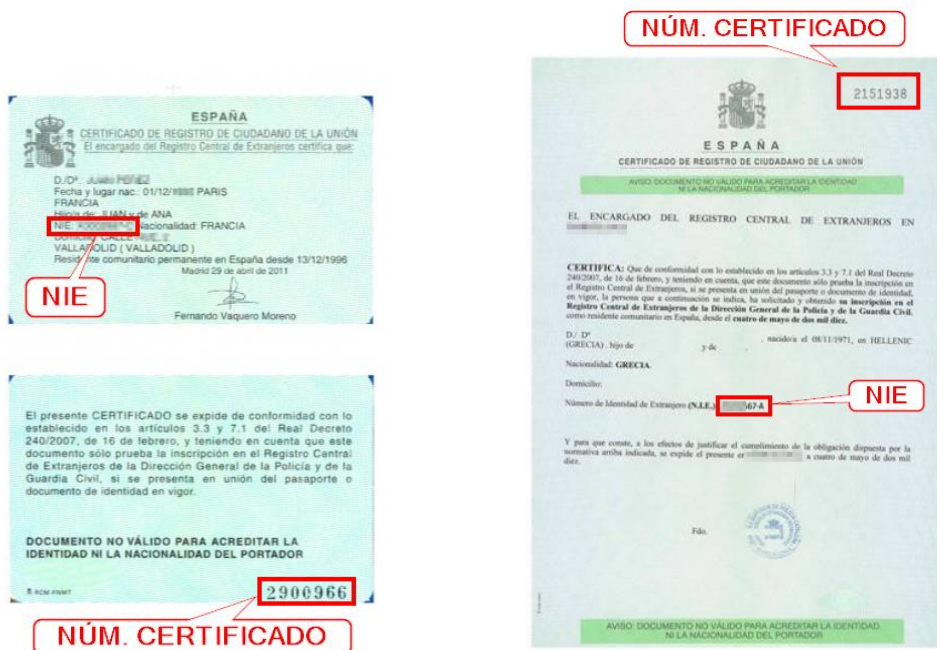 NÚM. CERTIFICADO
2151938
ESPAÑA
CERTIFICADO DE REGISTRO DE CIUDADANO DE LA UNIÓN
El encargado del Registro Central de Extranjeros certifica que:
D./Dª.:
Fecha y lugar nac.: 01/12/ PARIS
FRANCIA
Hijo/a de: JUAN y de ANA
NIE: Nacionalidad: FRANCIA
Domicilio: CALLE
VALLADOLID ( VALLADOLID )
Residente comunitario permanente en España desde 13/12/1996
Madrid 29 de abril de 2011
NIE
Fernando Vaquero Moreno
El presente CERTIFICADO se expide de conformidad con lo
establecido en los artículos 3.3 y 7.1 del Real Decreto
240/2007, de 16 de febrero, y teniendo en cuenta que este
documento sólo prueba la inscripción en el Registro Central
de Extranjeros de la Dirección General de la Policía y de la
Guardia Civil, si se presenta en unión del pasaporte o
documento de identidad en vigor.
DOCUMENTO NO VÁLIDO PARA ACREDITAR LA
IDENTIDAD NI LA NACIONALIDAD DEL PORTADOR
2900966
NÚM. CERTIFICADO
ESPAÑA
CERTIFICADO DE REGISTRO DE CIUDADANO DE LA UNIÓN
AVISO: DOCUMENTO NO VÁLIDO PARA ACREDITAR LA IDENTIDAD
NI LA NACIONALIDAD DEL PORTADOR
EL ENCARGADO DEL REGISTRO CENTRAL DE EXTRANJEROS EN
CERTIFICA: Que de conformidad con lo establecido en los artículos 3.3 y 7.1 del Real Decreto
240/2007, de 16 de febrero, y teniendo en cuenta, que este documento sólo prueba la inscripción en
el Registro Central de Extranjeros, si se presenta en unión del pasaporte o documento de identidad,
en vigor, la persona que a continuación se indica, ha solicitado y obtenido su inscripción en el
Registro Central de Extranjeros de la Dirección General de la Policía y de la Guardia Civil,
como residente comunitario en España, desde el cuatro de mayo de dos mil diez.
D./ Dª , nacido/a el 08/11/1971, en HELLENIC
(GRECIA) , hijo de y de .
Nacionalidad: GRECIA.
Domicilio:
Número de Identidad de Extranjero (N.I.E.) 67-A
NIE
Y para que conste, a los efectos de justificar el cumplimiento de la obligación dispuesta por la
normativa arriba indicada, se expide el presente en a cuatro de mayo de dos mil
diez.
Fdo.
AVISO: DOCUMENTO NO VÁLIDO PARA ACREDITAR LA IDENTIDAD
NI LA NACIONALIDAD DEL PORTADOR